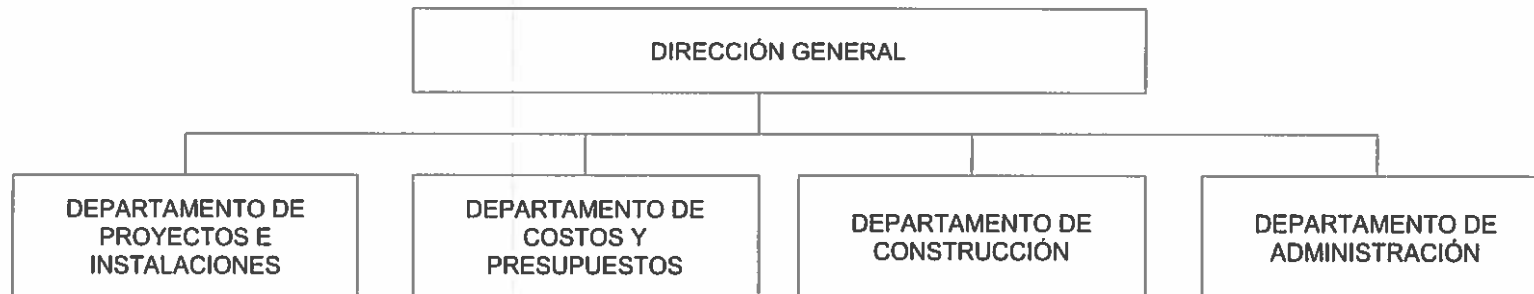 DIRECCIÓN GENERAL
DEPARTAMENTO DE
PROYECTOS E
INSTALACIONES
DEPARTAMENTO DE
COSTOS Y
PRESUPUESTOS
DEPARTAMENTO DE
CONSTRUCCIÓN
DEPARTAMENTO DE
ADMINISTRACIÓN